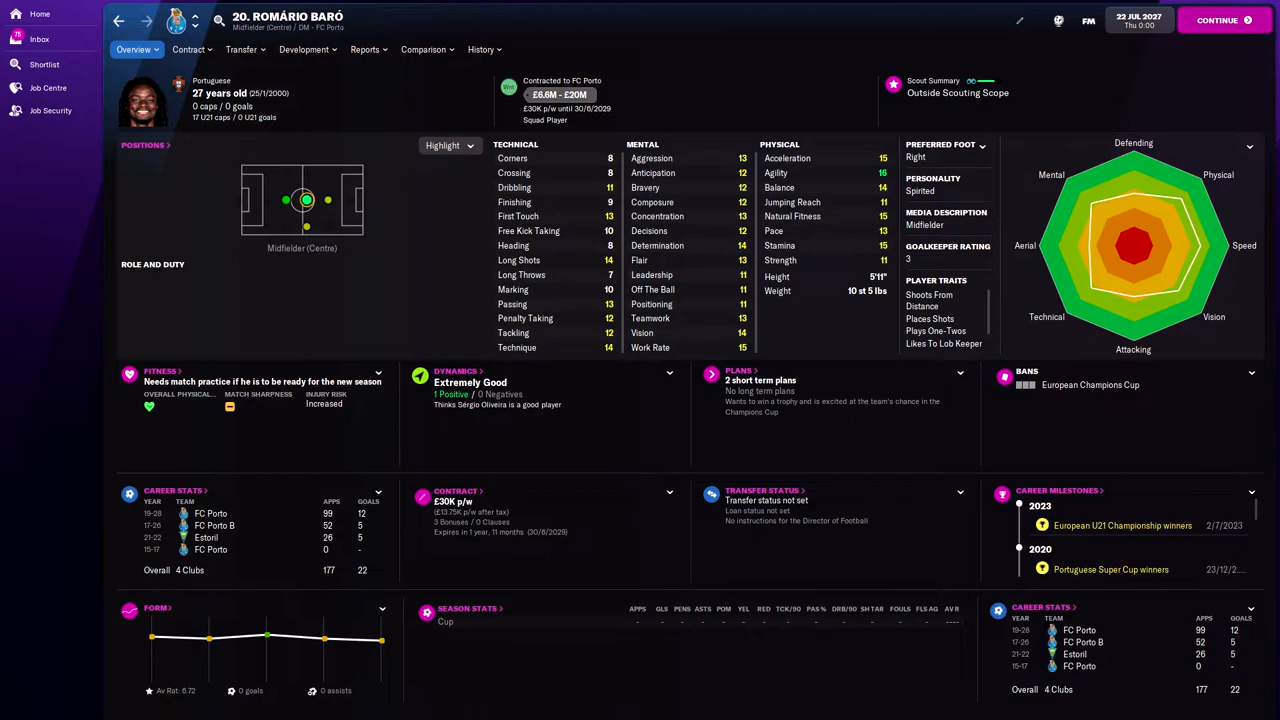 Home
75
Inbox
Shortlist
Job Centre
Job Security
20. ROMÁRIO BARÓ
Midfielder (Centre) / DM - FC Porto
FM
22 JUL 2027
Thu 0:00
CONTINUE
Overview
Contract
Transfer
Development
Reports
Comparison
History
Portuguese
27 years old (25/1/2000)
0 caps / 0 goals
17 U21 caps / 0 U21 goals
Wnt
Contracted to FC Porto
£6.6M - £20M
£30K p/w until 30/6/2029
Squad Player
Scout Summary
Outside Scouting Scope
POSITIONS
Midfielder (Centre)
ROLE AND DUTY
Highlight
TECHNICAL
Corners 8
Crossing 8
Dribbling 11
Finishing 9
First Touch 13
Free Kick Taking 10
Heading 8
Long Shots 14
Long Throws 7
Marking 10
Passing 13
Penalty Taking 12
Tackling 12
Technique 14
MENTAL
Aggression 13
Anticipation 12
Bravery 12
Composure 12
Concentration 13
Decisions 12
Determination 14
Flair 13
Leadership 11
Off The Ball 11
Positioning 11
Teamwork 13
Vision 14
Work Rate 15
PHYSICAL
Acceleration 15
Agility 16
Balance 14
Jumping Reach 11
Natural Fitness 15
Pace 13
Stamina 15
Strength 11
Height 5'11"
Weight 10 st 5 lbs
PREFERRED FOOT
Right
PERSONALITY
Spirited
MEDIA DESCRIPTION
Midfielder
GOALKEEPER RATING
3
PLAYER TRAITS
Shoots From
Distance
Places Shots
Plays One-Twos
Likes To Lob Keeper
Defending
Mental
Physical
Aerial
Speed
Technical
Vision
Attacking
FITNESS
Needs match practice if he is to be ready for the new season
OVERALL PHYSICAL... MATCH SHARPNESS INJURY RISK
Increased
DYNAMICS
Extremely Good
1 Positive / 0 Negatives
Thinks Sérgio Oliveira is a good player
PLANS
2 short term plans
No long term plans
Wants to win a trophy and is excited at the team's chance in the
Champions Cup
BANS
European Champions Cup
CAREER STATS
YEAR TEAM APPS GOALS
19-28 FC Porto 99 12
17-26 FC Porto B 52 5
21-22 Estoril 26 5
15-17 FC Porto 0 -
Overall 4 Clubs 177 22
CONTRACT
£30K p/w
(£13.75K p/w after tax)
3 Bonuses / 0 Clauses
Expires in 1 year, 11 months (30/6/2029)
TRANSFER STATUS
Transfer status not set
Loan status not set
No instructions for the Director of Football
CAREER MILESTONES
2023
European U21 Championship winners 2/7/2023
2020
Portuguese Super Cup winners 23/12/2....
FORM
Av Rat: 6.72
0 goals
0 assists
SEASON STATS APPS GLS PENS ASTS POM YEL RED TCK/90 PAS % DRB/90 SH TAR FOULS FLS AG AV R
Cup - - - - - - - - - - - - - ----
CAREER STATS
YEAR TEAM APPS GOALS
19-28 FC Porto 99 12
17-26 FC Porto B 52 5
21-22 Estoril 26 5
15-17 FC Porto 0 -
Overall 4 Clubs 177 22